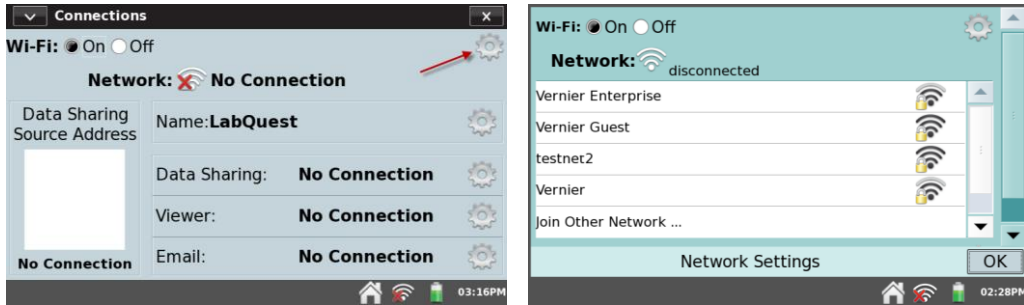 Connections
Wi-Fi: On Off
Network: No Connection
Data Sharing
Source Address
No Connection
Name:LabQuest
Data Sharing: No Connection
Viewer: No Connection
Email: No Connection
03:16PM
Wi-Fi: On Off
Network: disconnected
Vernier Enterprise
Vernier Guest
testnet2
Vernier
Join Other Network ...
Network Settings
OK
02:28PM